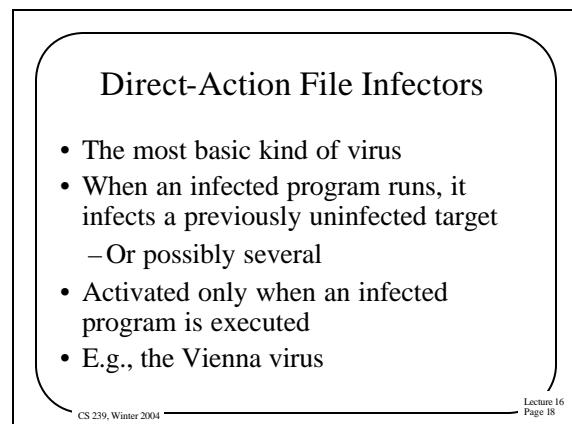 Direct-Action File Infectors
• The most basic kind of virus
• When an infected program runs, it
infects a previously uninfected target
–Or possibly several
• Activated only when an infected
program is executed
• E.g., the Vienna virus
CS 239, Winter 2004
Lecture 16
Page 18